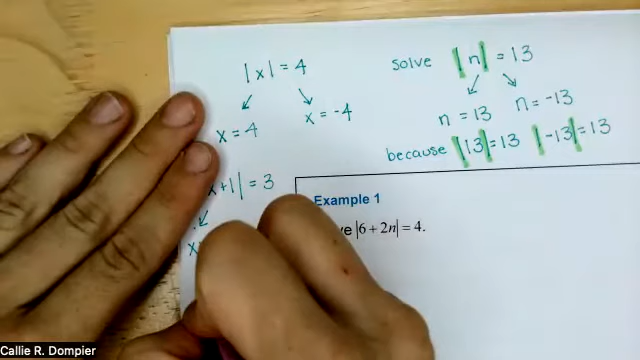 |x| = 4
x = 4
x = -4
x+1| = 3
x
solve |n| = 13
n = 13
n = -13
because |13| = 13 |-13| = 13
Example 1
ve |6 + 2n| = 4.
Callie R. Dompier